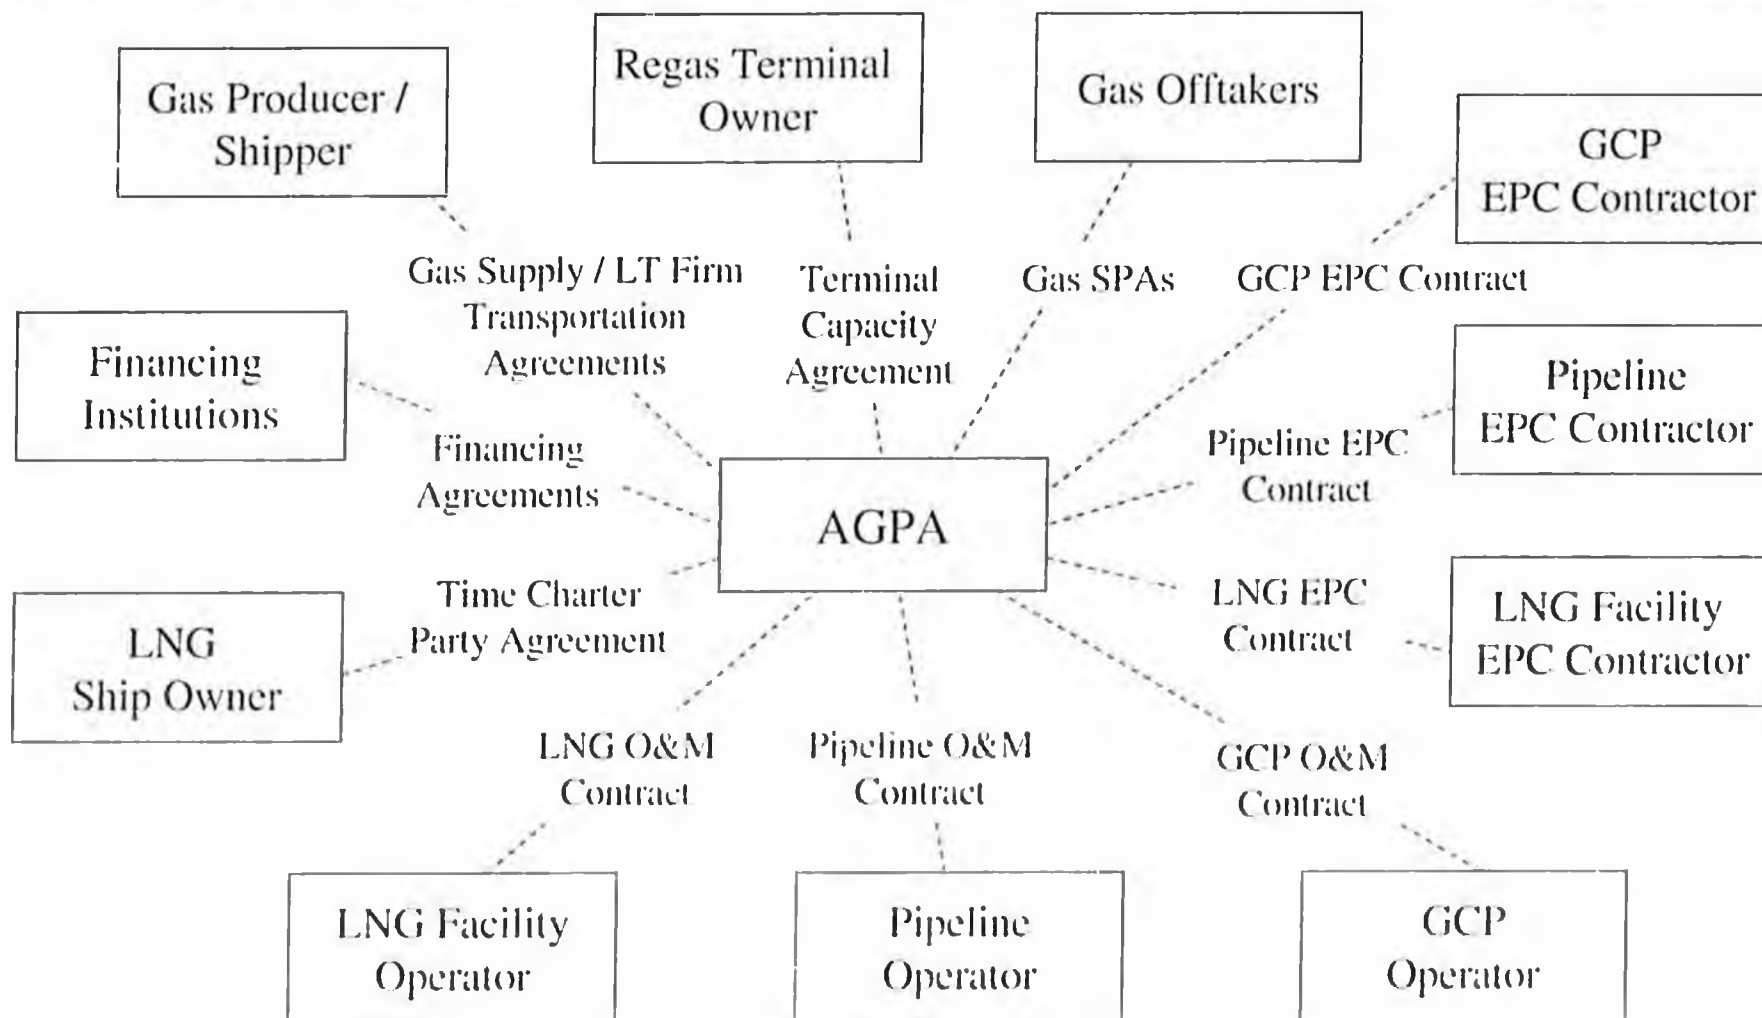 Gas Producer /
Shipper
Regas Terminal
Owner
Gas Offtakers
GCP
EPC Contractor
Gas Supply / LT Firm
Transportation
Agreements
Terminal
Capacity
Agreement
Gas SPAs
GCP EPC Contract
Financing
Institutions
Financing
Agreements
Pipeline EPC
Contract
Pipeline
EPC Contractor
AGPA
Time Charter
Party Agreement
LNG
Ship Owner
LNG EPC
Contract
LNG Facility
EPC Contractor
LNG O&M
Contract
Pipeline O&M
Contract
GCP O&M
Contract
LNG Facility
Operator
Pipeline
Operator
GCP
Operator